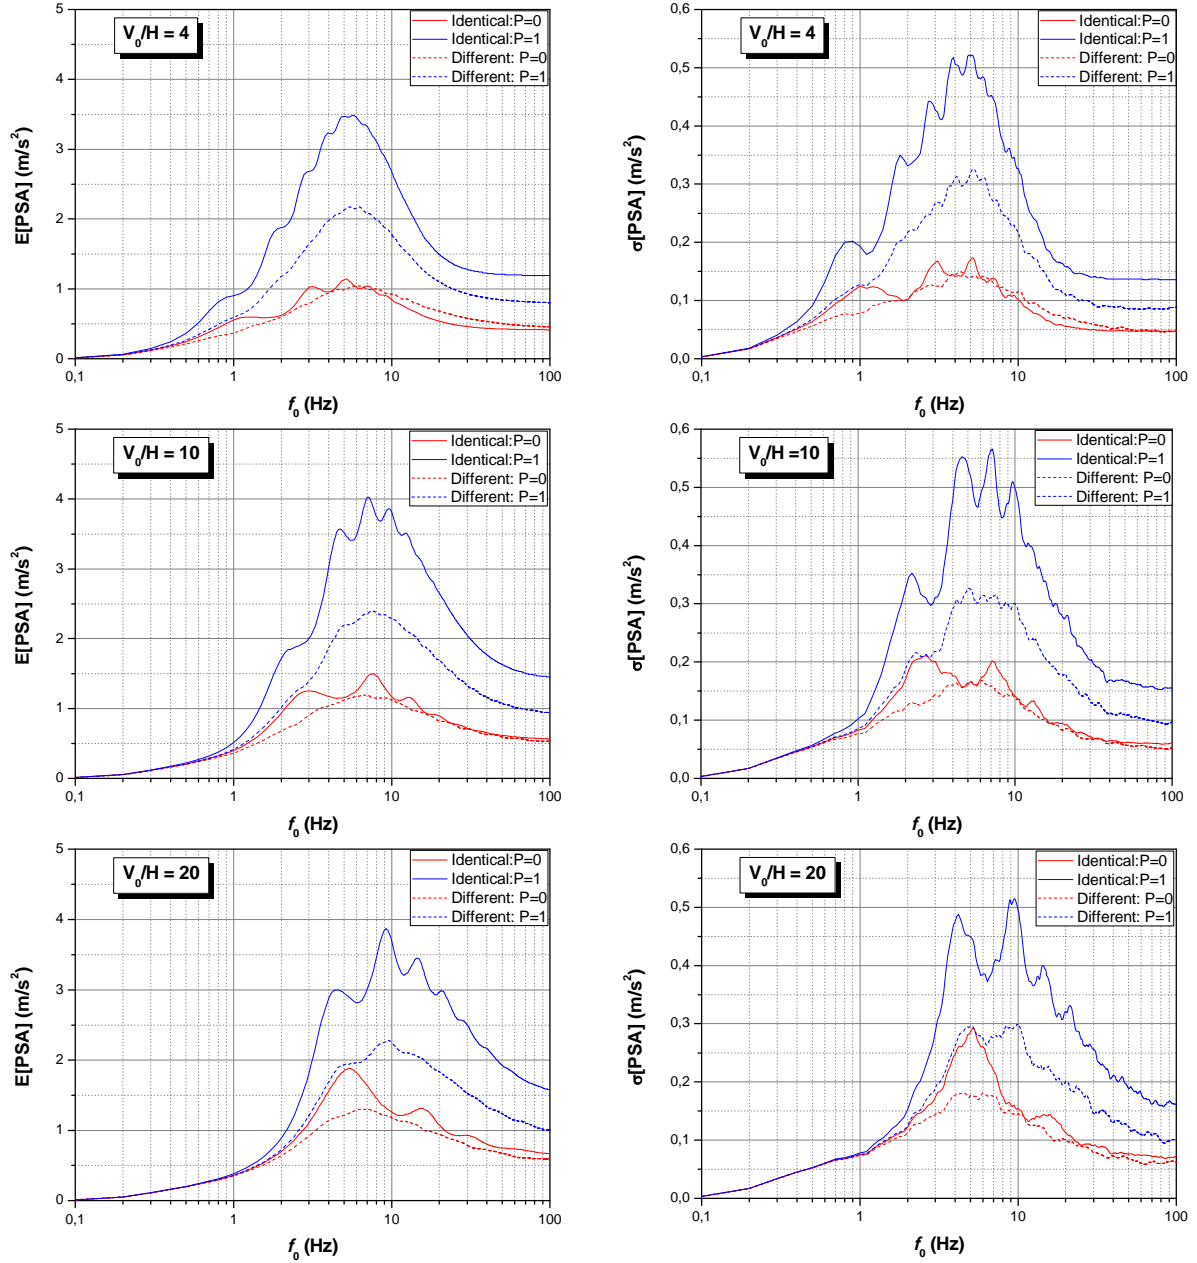 V₀/H = 4
Identical:P=0
Identical:P=1
Different: P=0
Different: P=1
E[PSA] (m/s²)
5
4
3
2
1
0
0,1 1 10 100
f₀ (Hz)
V₀/H = 4
Identical:P=0
Identical:P=1
Different: P=0
Different: P=1
σ[PSA] (m/s²)
0,6
0,5
0,4
0,3
0,2
0,1
0,0
0,1 1 10 100
f₀ (Hz)
V₀/H = 10
Identical:P=0
Identical:P=1
Different: P=0
Different: P=1
E[PSA] (m/s²)
5
4
3
2
1
0
0,1 1 10 100
f₀ (Hz)
V₀/H =10
Identical:P=0
Identical:P=1
Different: P=0
Different: P=1
σ[PSA] (m/s²)
0,6
0,5
0,4
0,3
0,2
0,1
0,0
0,1 1 10 100
f₀ (Hz)
V₀/H = 20
Identical:P=0
Identical:P=1
Different: P=0
Different: P=1
E[PSA] (m/s²)
5
4
3
2
1
0
0,1 1 10 100
f₀ (Hz)
V₀/H = 20
Identical:P=0
Identical:P=1
Different: P=0
Different: P=1
σ[PSA] (m/s²)
0,6
0,5
0,4
0,3
0,2
0,1
0,0
0,1 1 10 100
f₀ (Hz)